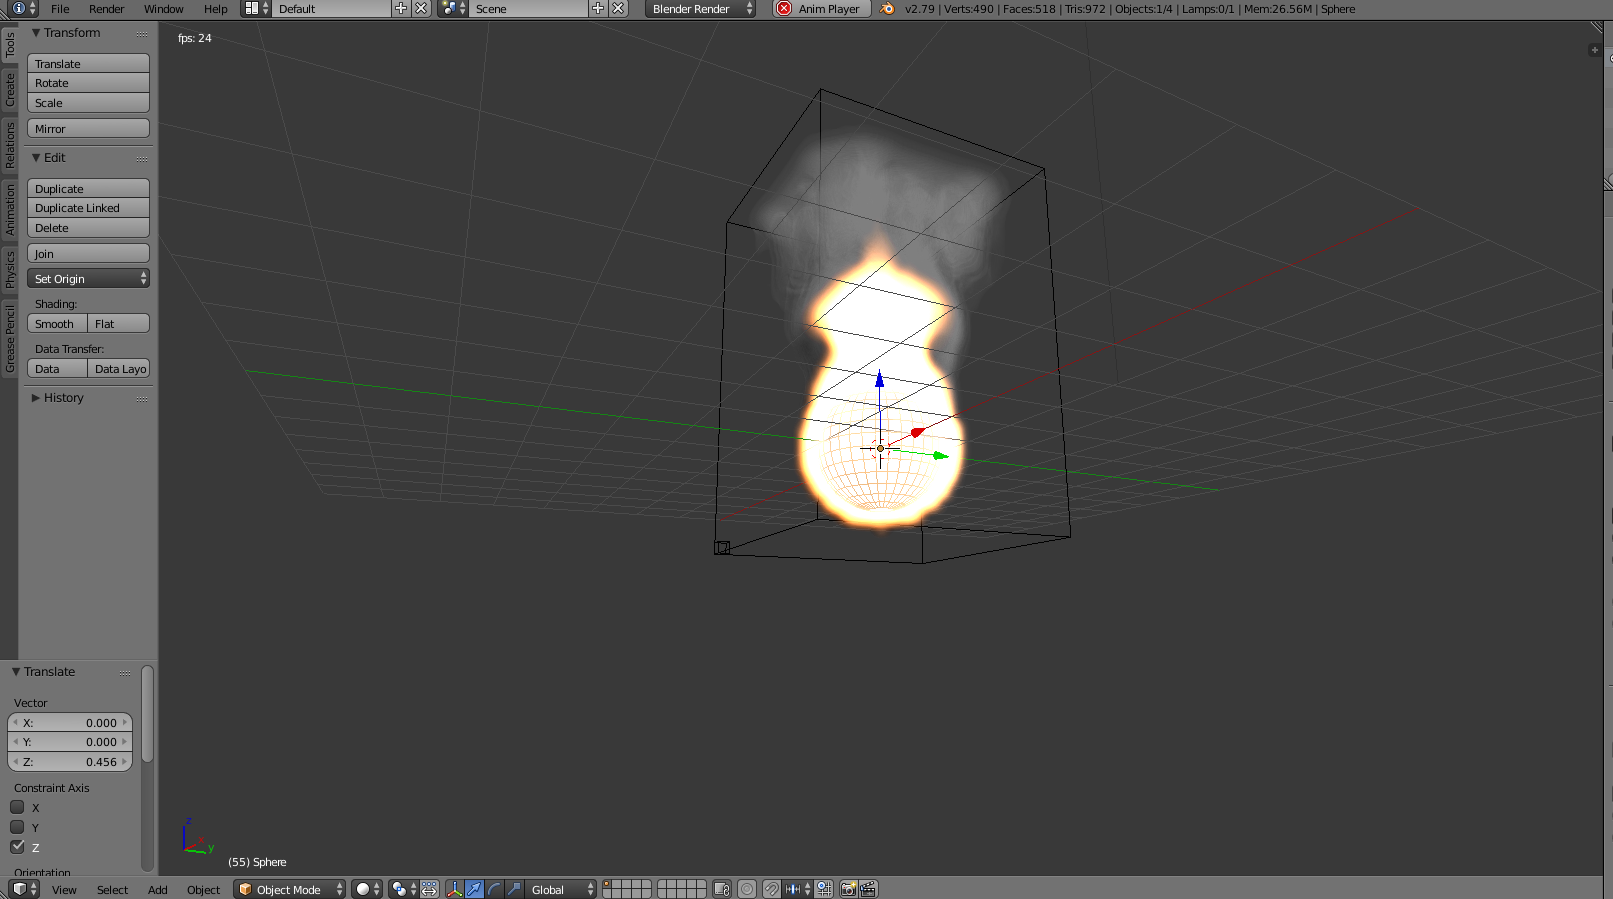 File Render Window Help Default Scene Blender Render Anim Player v2.79 | Verts:490 | Faces:518 | Tris:972 | Objects:1/4 | Lamps:0/1 | Mem:26.56M | Sphere
fps: 24
Tools
Create
Relations
Animation
Physics
Grease Pencil
Transform
Translate
Rotate
Scale
Mirror
Edit
Duplicate
Duplicate Linked
Delete
Join
Set Origin
Shading:
Smooth Flat
Data Transfer:
Data Data Layo
History
Translate
Vector
X: 0.000
Y: 0.000
Z: 0.456
Constraint Axis
X
Y
Z
Orientation
z
x
y
(55) Sphere
View Select Add Object Object Mode Global